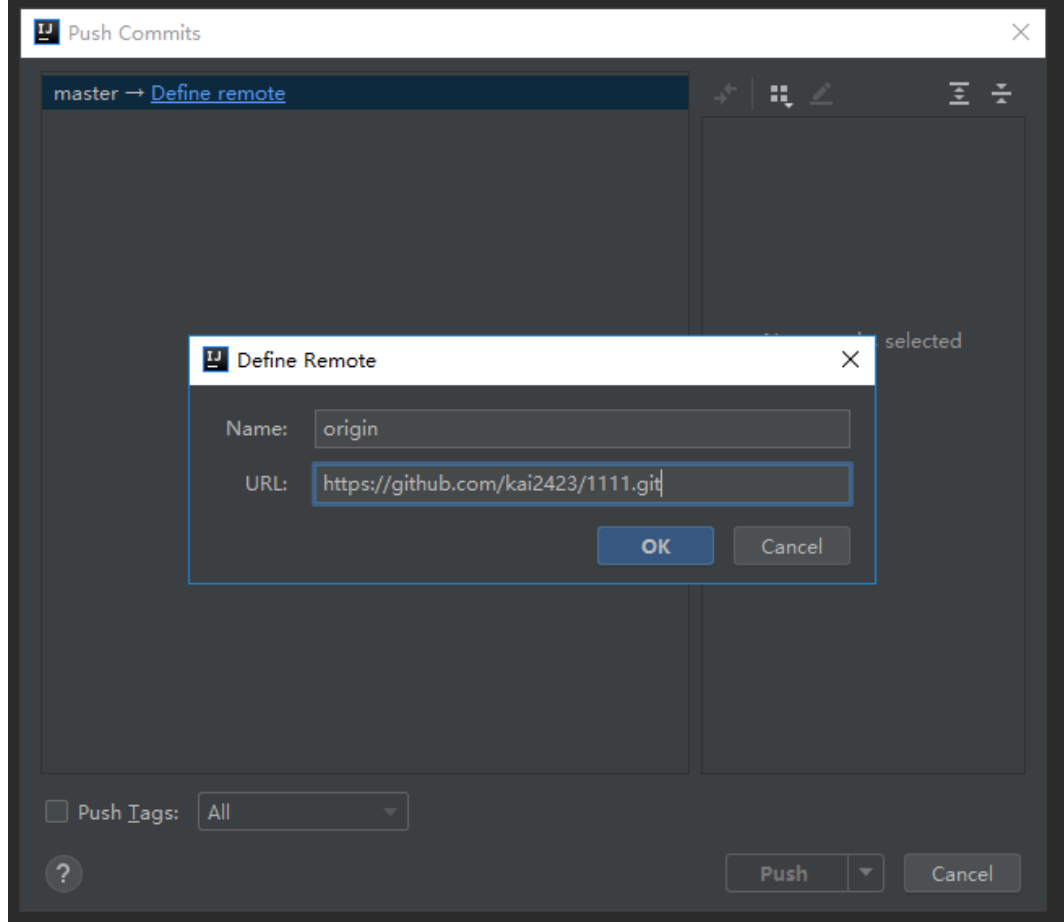 Push Commits
master → Define remote
selected
Define Remote
Name: origin
URL: https://github.com/kai2423/1111.git
OK Cancel
Push Tags: All
? Push Cancel